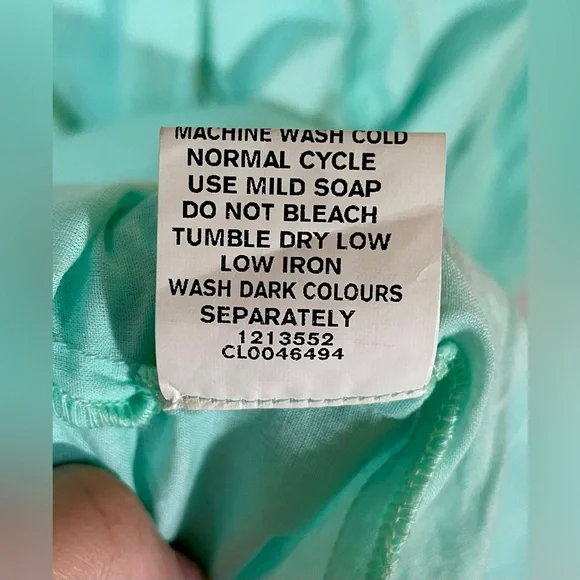 MACHINE WASH COLD
NORMAL CYCLE
USE MILD SOAP
DO NOT BLEACH
TUMBLE DRY LOW
LOW IRON
WASH DARK COLOURS
SEPARATELY
1213552
CL0046494